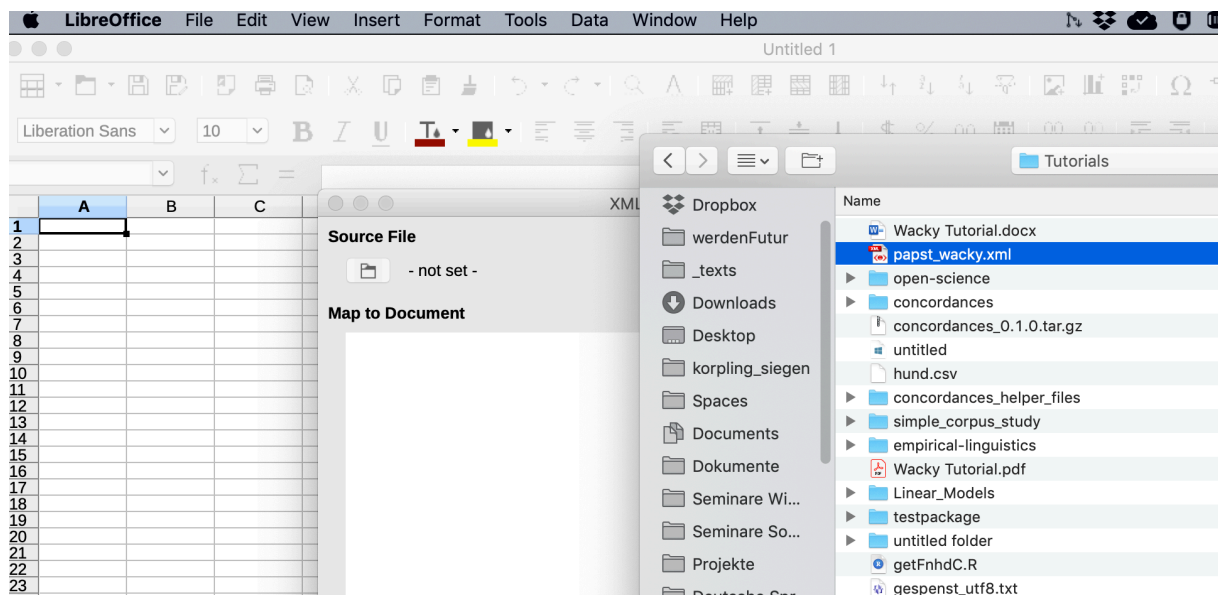 LibreOffice File Edit View Insert Format Tools Data Window Help
Untitled 1
Liberation Sans 10
Tutorials
A B C
XML
Source File
- not set -
Map to Document
1
2
3
4
5
6
7
8
9
10
11
12
13
14
15
16
17
18
19
20
21
22
23
Dropbox
werdenFutur
_texts
Downloads
Desktop
korpling_siegen
Spaces
Documents
Dokumente
Seminare Wi...
Seminare So...
Projekte
Name
Wacky Tutorial.docx
papst_wacky.xml
open-science
concordances
concordances_0.1.0.tar.gz
untitled
hund.csv
concordances_helper_files
simple_corpus_study
empirical-linguistics
Wacky Tutorial.pdf
Linear_Models
testpackage
untitled folder
getFnhdC.R
gespenst_utf8.txt